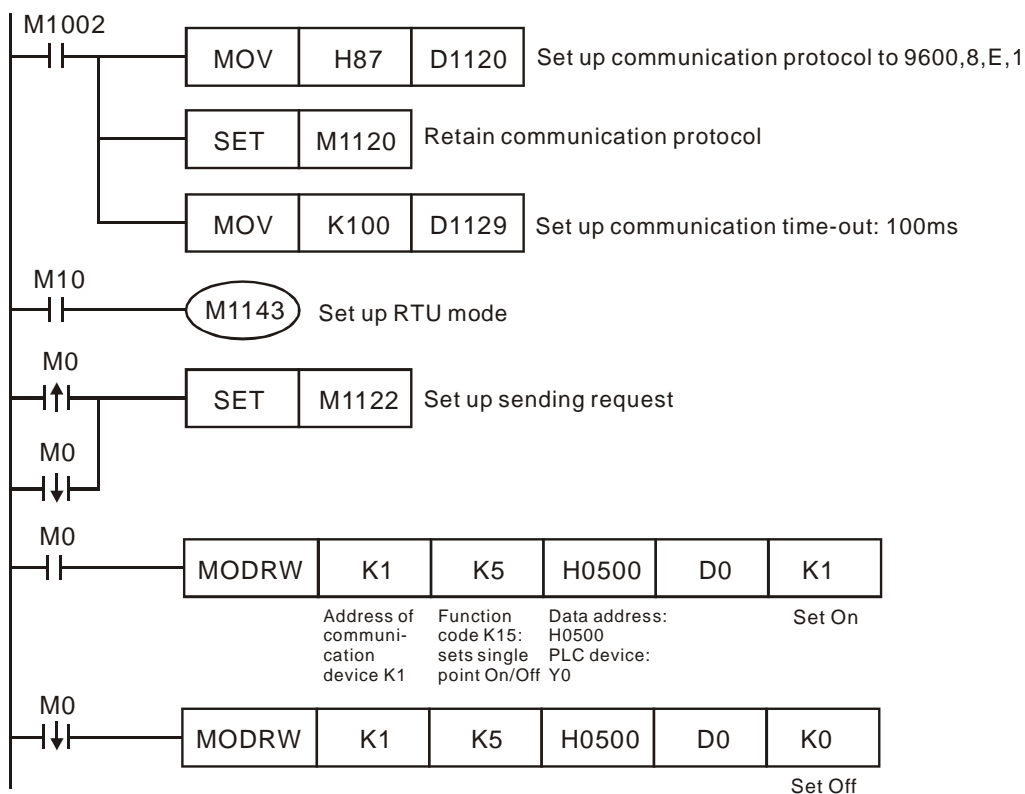 M1002
MOV H87 D1120 Set up communication protocol to 9600,8,E,1
SET M1120 Retain communication protocol
MOV K100 D1129 Set up communication time-out: 100ms
M10
M1143 Set up RTU mode
M0
SET M1122 Set up sending request
M0
M0
MODRW K1 K5 H0500 D0 K1
Address of
communi-
cation
device K1
Function
code K15:
sets single
point On/Off
Data address:
H0500
PLC device:
Y0
Set On
M0
MODRW K1 K5 H0500 D0 K0
Set Off